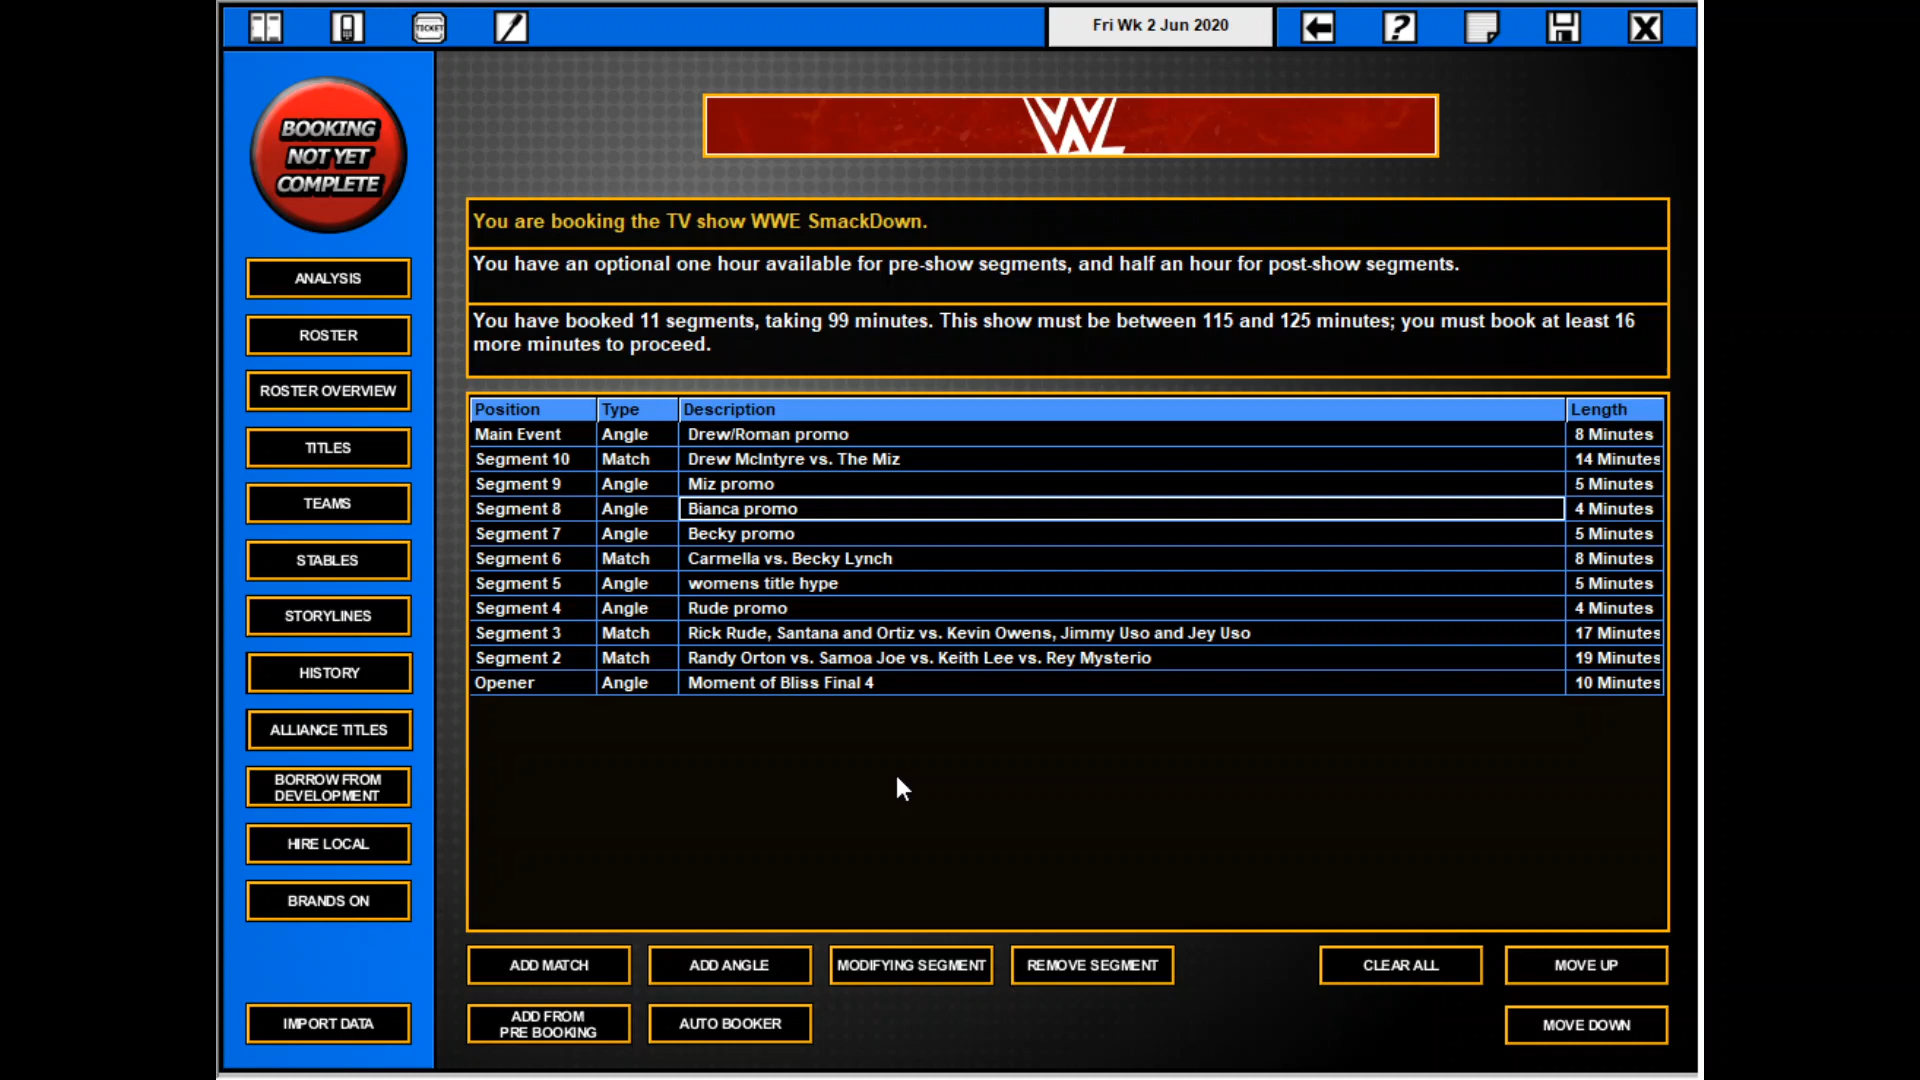 TICKET
Fri Wk 2 Jun 2020
?
X
BOOKING
NOT YET
COMPLETE
ANALYSIS
ROSTER
ROSTER OVERVIEW
TITLES
TEAMS
STABLES
STORYLINES
HISTORY
ALLIANCE TITLES
BORROW FROM
DEVELOPMENT
HIRE LOCAL
BRANDS ON
IMPORT DATA
You are booking the TV show WWE SmackDown.
You have an optional one hour available for pre-show segments, and half an hour for post-show segments.
You have booked 11 segments, taking 99 minutes. This show must be between 115 and 125 minutes; you must book at least 16
more minutes to proceed.
Position Type Description Length
Main Event Angle Drew/Roman promo 8 Minutes
Segment 10 Match Drew McIntyre vs. The Miz 14 Minutes
Segment 9 Angle Miz promo 5 Minutes
Segment 8 Angle Bianca promo 4 Minutes
Segment 7 Angle Becky promo 5 Minutes
Segment 6 Match Carmella vs. Becky Lynch 8 Minutes
Segment 5 Angle womens title hype 5 Minutes
Segment 4 Angle Rude promo 4 Minutes
Segment 3 Match Rick Rude, Santana and Ortiz vs. Kevin Owens, Jimmy Uso and Jey Uso 17 Minutes
Segment 2 Match Randy Orton vs. Samoa Joe vs. Keith Lee vs. Rey Mysterio 19 Minutes
Opener Angle Moment of Bliss Final 4 10 Minutes
ADD MATCH
ADD ANGLE
MODIFYING SEGMENT
REMOVE SEGMENT
CLEAR ALL
MOVE UP
ADD FROM
PRE BOOKING
AUTO BOOKER
MOVE DOWN